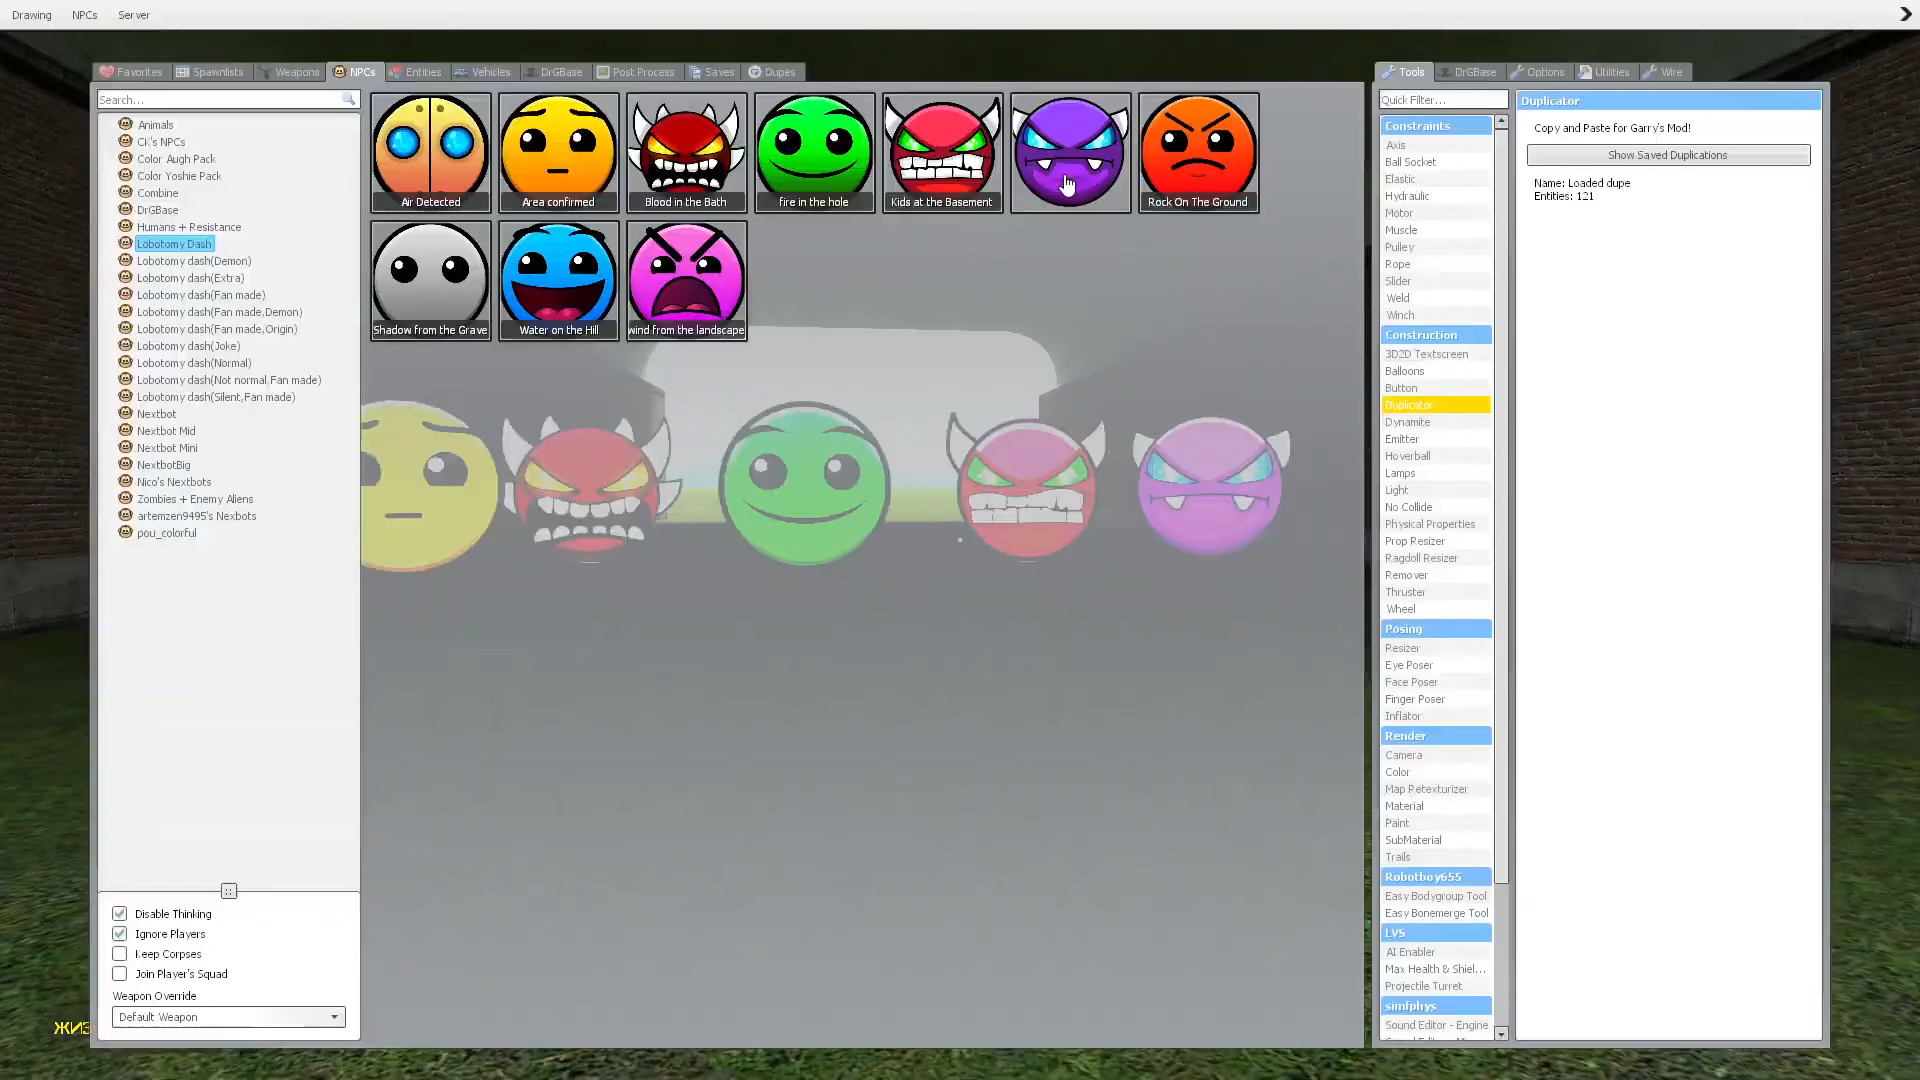 Drawing NPCs Server
Favorites Spawnlists Weapons NPCs Entities Vehicles DrGBase Post Process Saves Dupes
Search...
Animals
Ck's NPCs
Color Augh Pack
Color Yoshie Pack
Combine
DrGBase
Humans + Resistance
Lobotomy Dash
Lobotomy dash(Demon)
Lobotomy dash(Extra)
Lobotomy dash(Fan made)
Lobotomy dash(Fan made,Demon)
Lobotomy dash(Fan made,Origin)
Lobotomy dash(Joke)
Lobotomy dash(Normal)
Lobotomy dash(Not normal,Fan made)
Lobotomy dash(Silent,Fan made)
Nextbot
Nextbot Mid
Nextbot Mini
NextbotBig
Nico's Nextbots
Zombies + Enemy Aliens
artemzen9495's Nexbots
pou_colorful
Disable Thinking
Ignore Players
Keep Corpses
Join Player's Squad
Weapon Override
Default Weapon
Air Detected
Area confirmed
Blood in the Bath
fire in the hole
Kids at the Basement
Rock On The Ground
Shadow from the Grave
Water on the Hill
wind from the landscape
Tools DrGBase Options Utilities Wire
Quick Filter...
Constraints
Axis
Ball Socket
Elastic
Hydraulic
Motor
Muscle
Pulley
Rope
Slider
Weld
Winch
Construction
3D2D Textscreen
Balloons
Button
Duplicator
Dynamite
Emitter
Hoverball
Lamps
Light
No Collide
Physical Properties
Prop Resizer
Ragdoll Resizer
Remover
Thruster
Wheel
Posing
Resizer
Eye Poser
Face Poser
Finger Poser
Inflator
Render
Camera
Color
Map Retexturizer
Material
Paint
SubMaterial
Trails
Robotboy655
Easy Bodygroup Tool
Easy Bonemerge Tool
LVS
AI Enabler
Max Health & Shiel...
Projectile Turret
simfphys
Sound Editor - Engine
Duplicator
Copy and Paste for Garry's Mod!
Show Saved Duplications
Name: Loaded dupe
Entities: 121